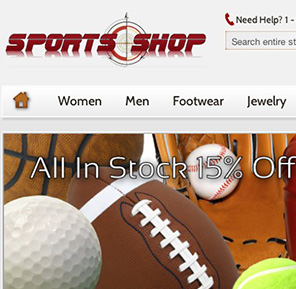 SPORTS SHOP
Need Help? 1 -
Search entire st
Women Men Footwear Jewelry
All In Stock 15% Off